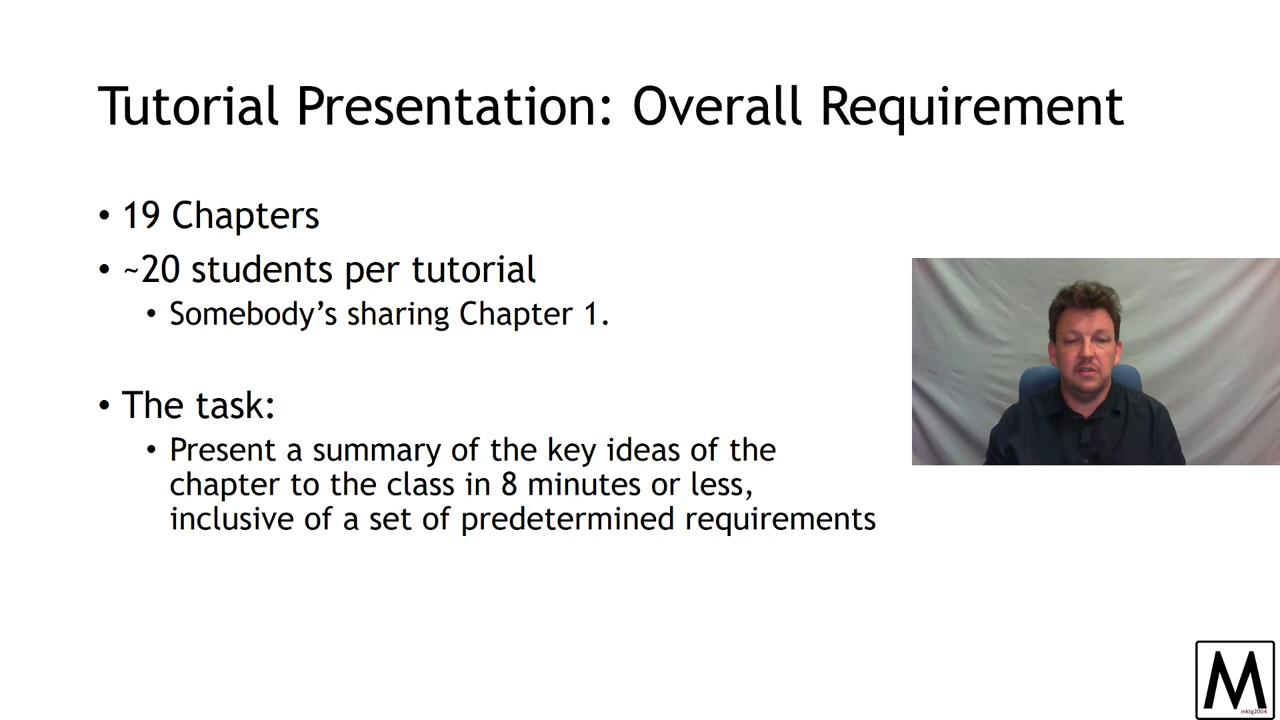 Tutorial Presentation: Overall Requirement
• 19 Chapters
• ~20 students per tutorial
• Somebody’s sharing Chapter 1.
• The task:
• Present a summary of the key ideas of the
chapter to the class in 8 minutes or less,
inclusive of a set of predetermined requirements
M
mktg2004